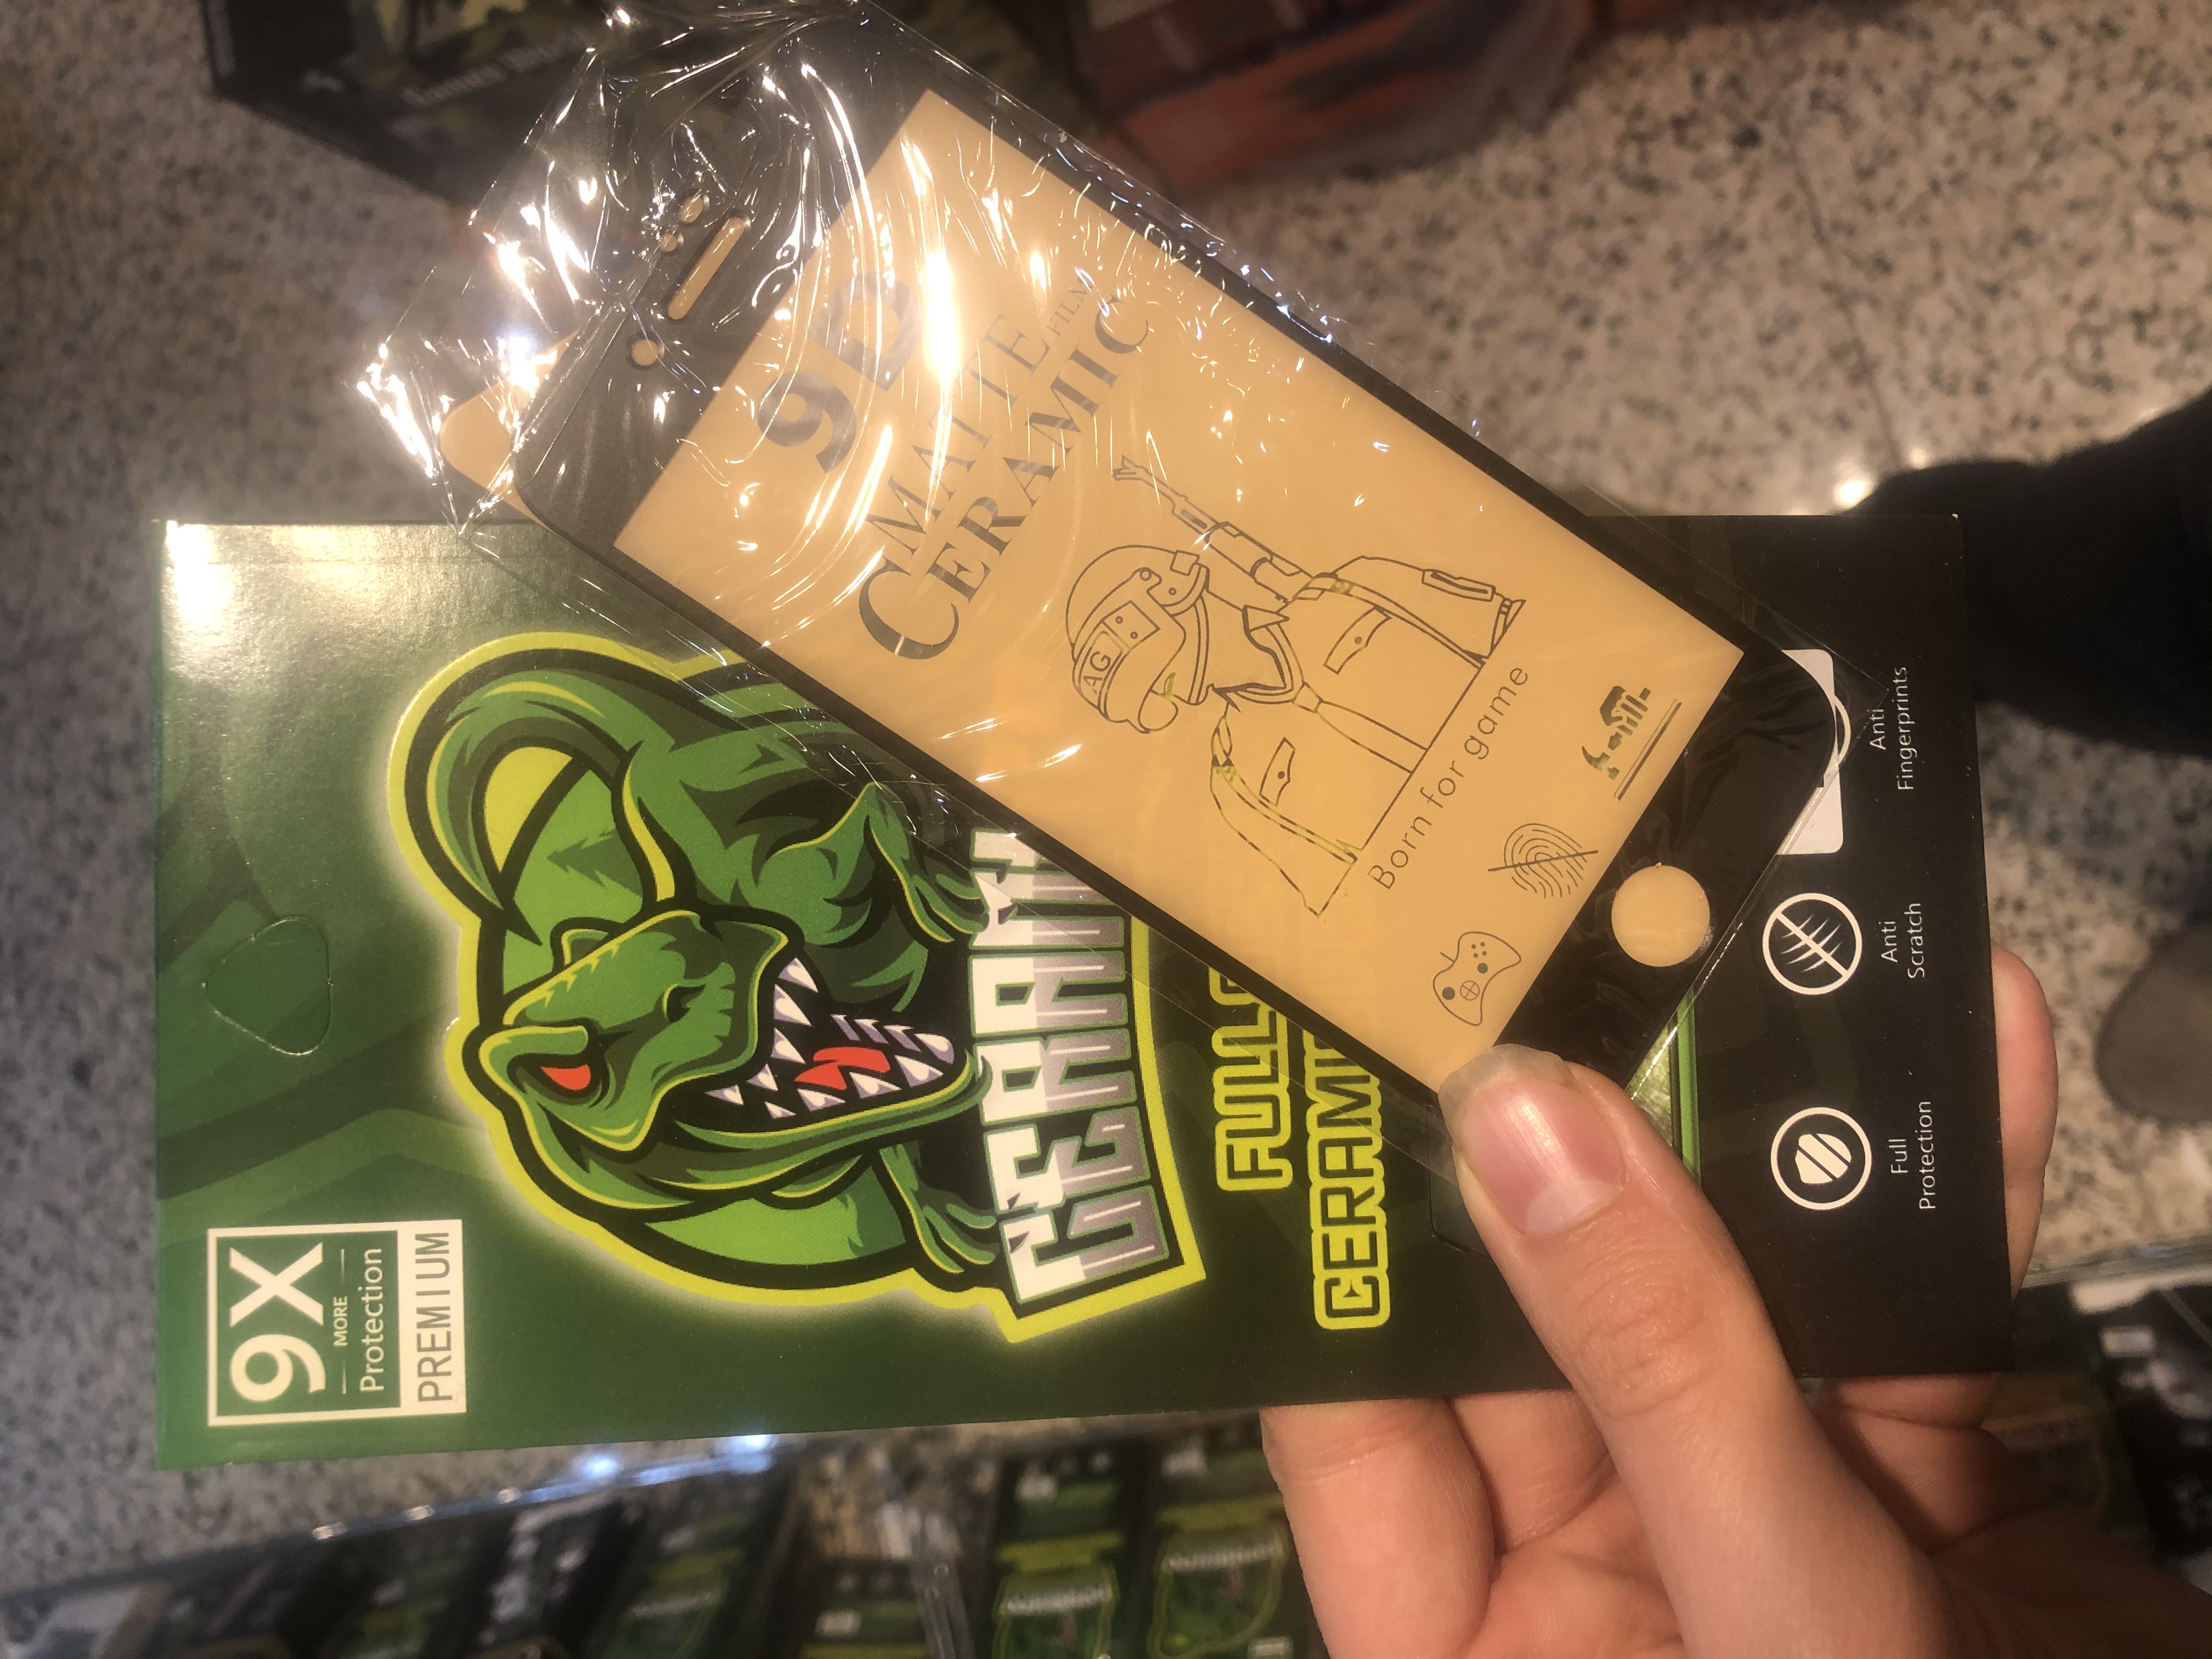 9D
MATTE
FILM
CERAMIC
AG
Born for game
9X
MORE
Protection
PREMIUM
CERAMI
FULL
CERAMI
Anti
Fingerprints
Anti
Scratch
Full
Protection